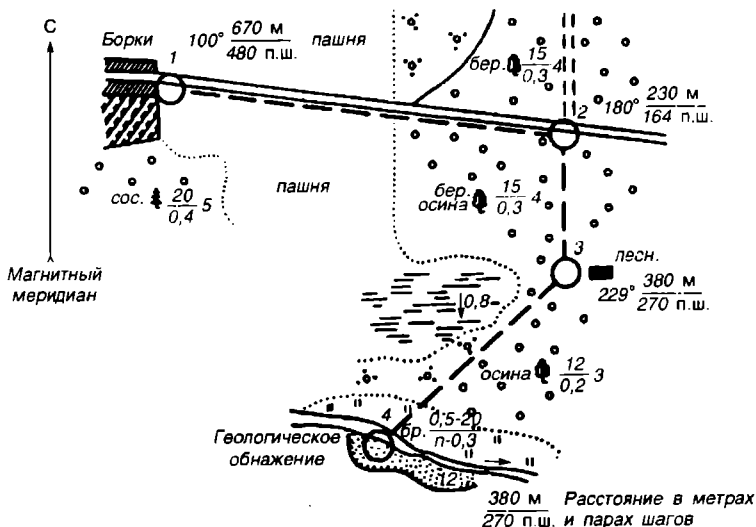 С
Борки
1
100° 670 м / 480 п.ш.
пашня
бер. 15/0,3 4
2
180° 230 м / 164 п.ш.
сос. 20/0,4 5
пашня
бер.
осина 15/0,3 4
3
лесн.
229° 380 м / 270 п.ш.
Магнитный
меридиан
0,8
осина 12/0,2 3
4
бр. 0,5-20 / п-0,3
Геологическое
обнажение
12
380 м / 270 п.ш. Расстояние в метрах
и парах шагов